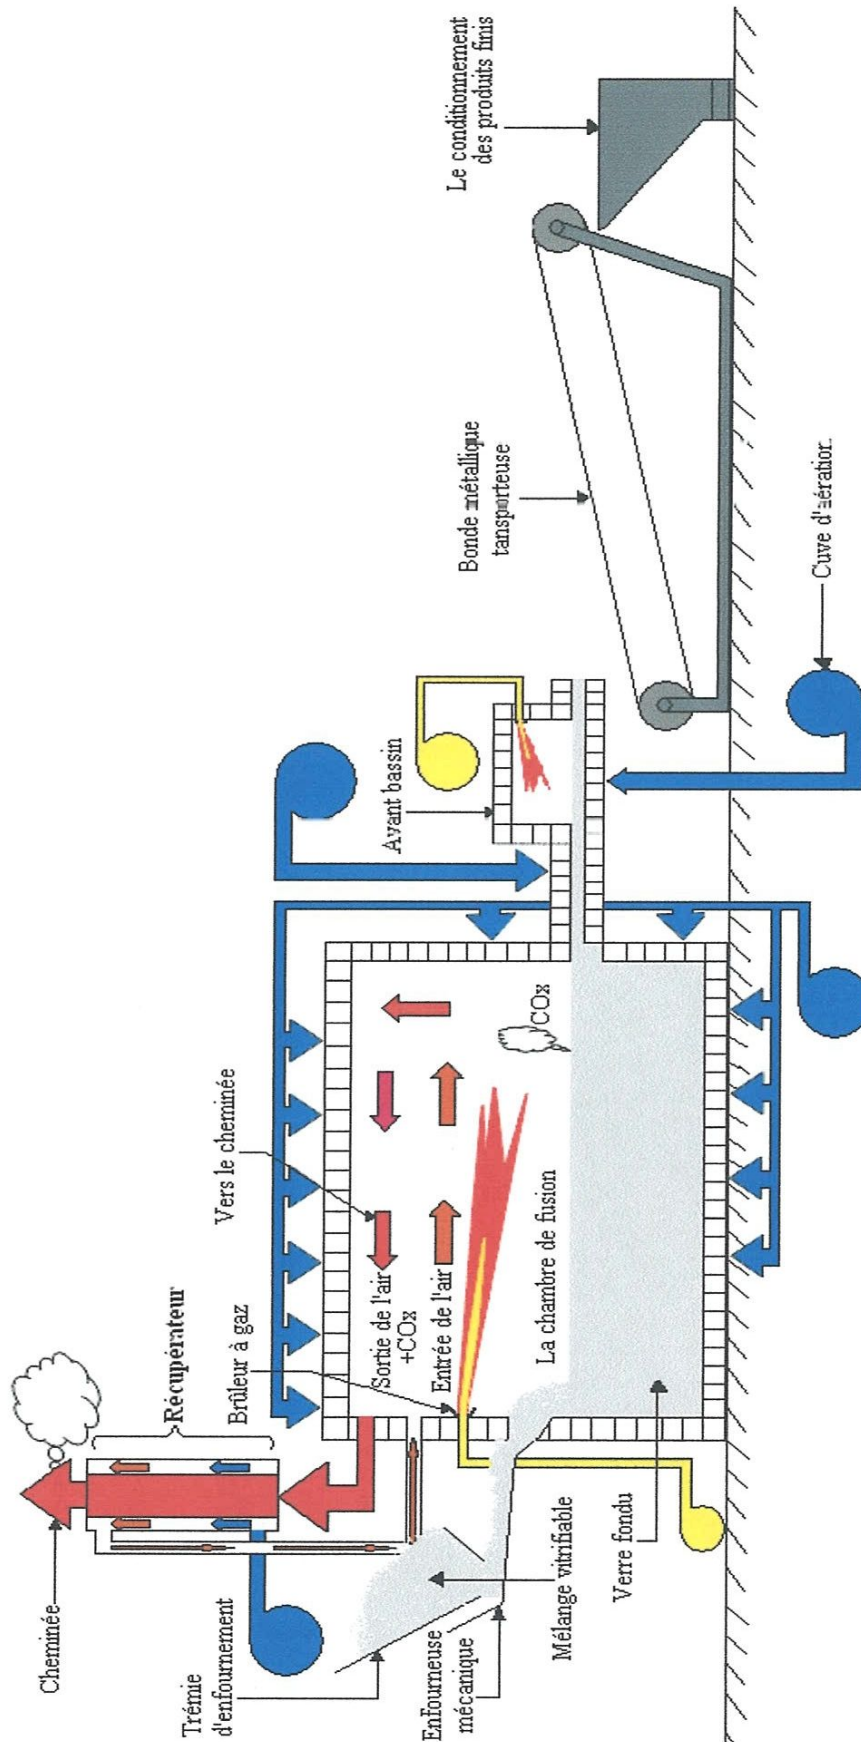 Cheminée
Récupérateur
Trémie
d'enfournement
Brûleur à gaz
Vers le cheminée
Sortie de l'air
+COx
Entrée de l'air
COx
La chambre de fusion
Enfourneuse
mécanique
Mélange vitrifiable
Verre fondu
Avant bassin
Bonde métallique
tansporteuse
Le conditionnement
des produits finis
Cuve d'aération